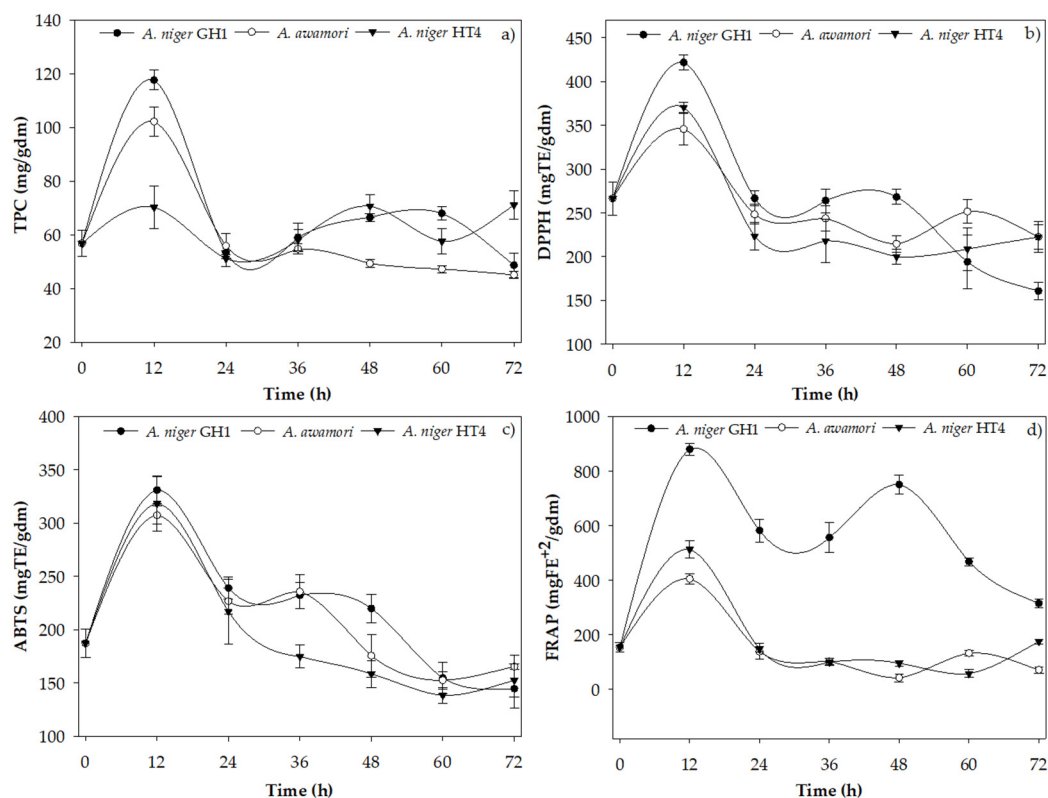 A. niger GH1 A. awamori A. niger HT4 a)
TPC (mg/gdm)
140
120
100
80
60
40
20
0 12 24 36 48 60 72
Time (h)
A. niger GH1 A. awamori A. niger HT4 b)
DPPH (mgTE/gdm)
450
400
350
300
250
200
150
100
0 12 24 36 48 60 72
Time (h)
A. niger GH1 A. awamori A. niger HT4 c)
ABTS (mgTE/gdm)
400
350
300
250
200
150
100
0 12 24 36 48 60 72
Time (h)
A. niger GH1 A. awamori A. niger HT4 d)
FRAP (mgFE+2/gdm)
1000
800
600
400
200
0
0 12 24 36 48 60 72
Time (h)